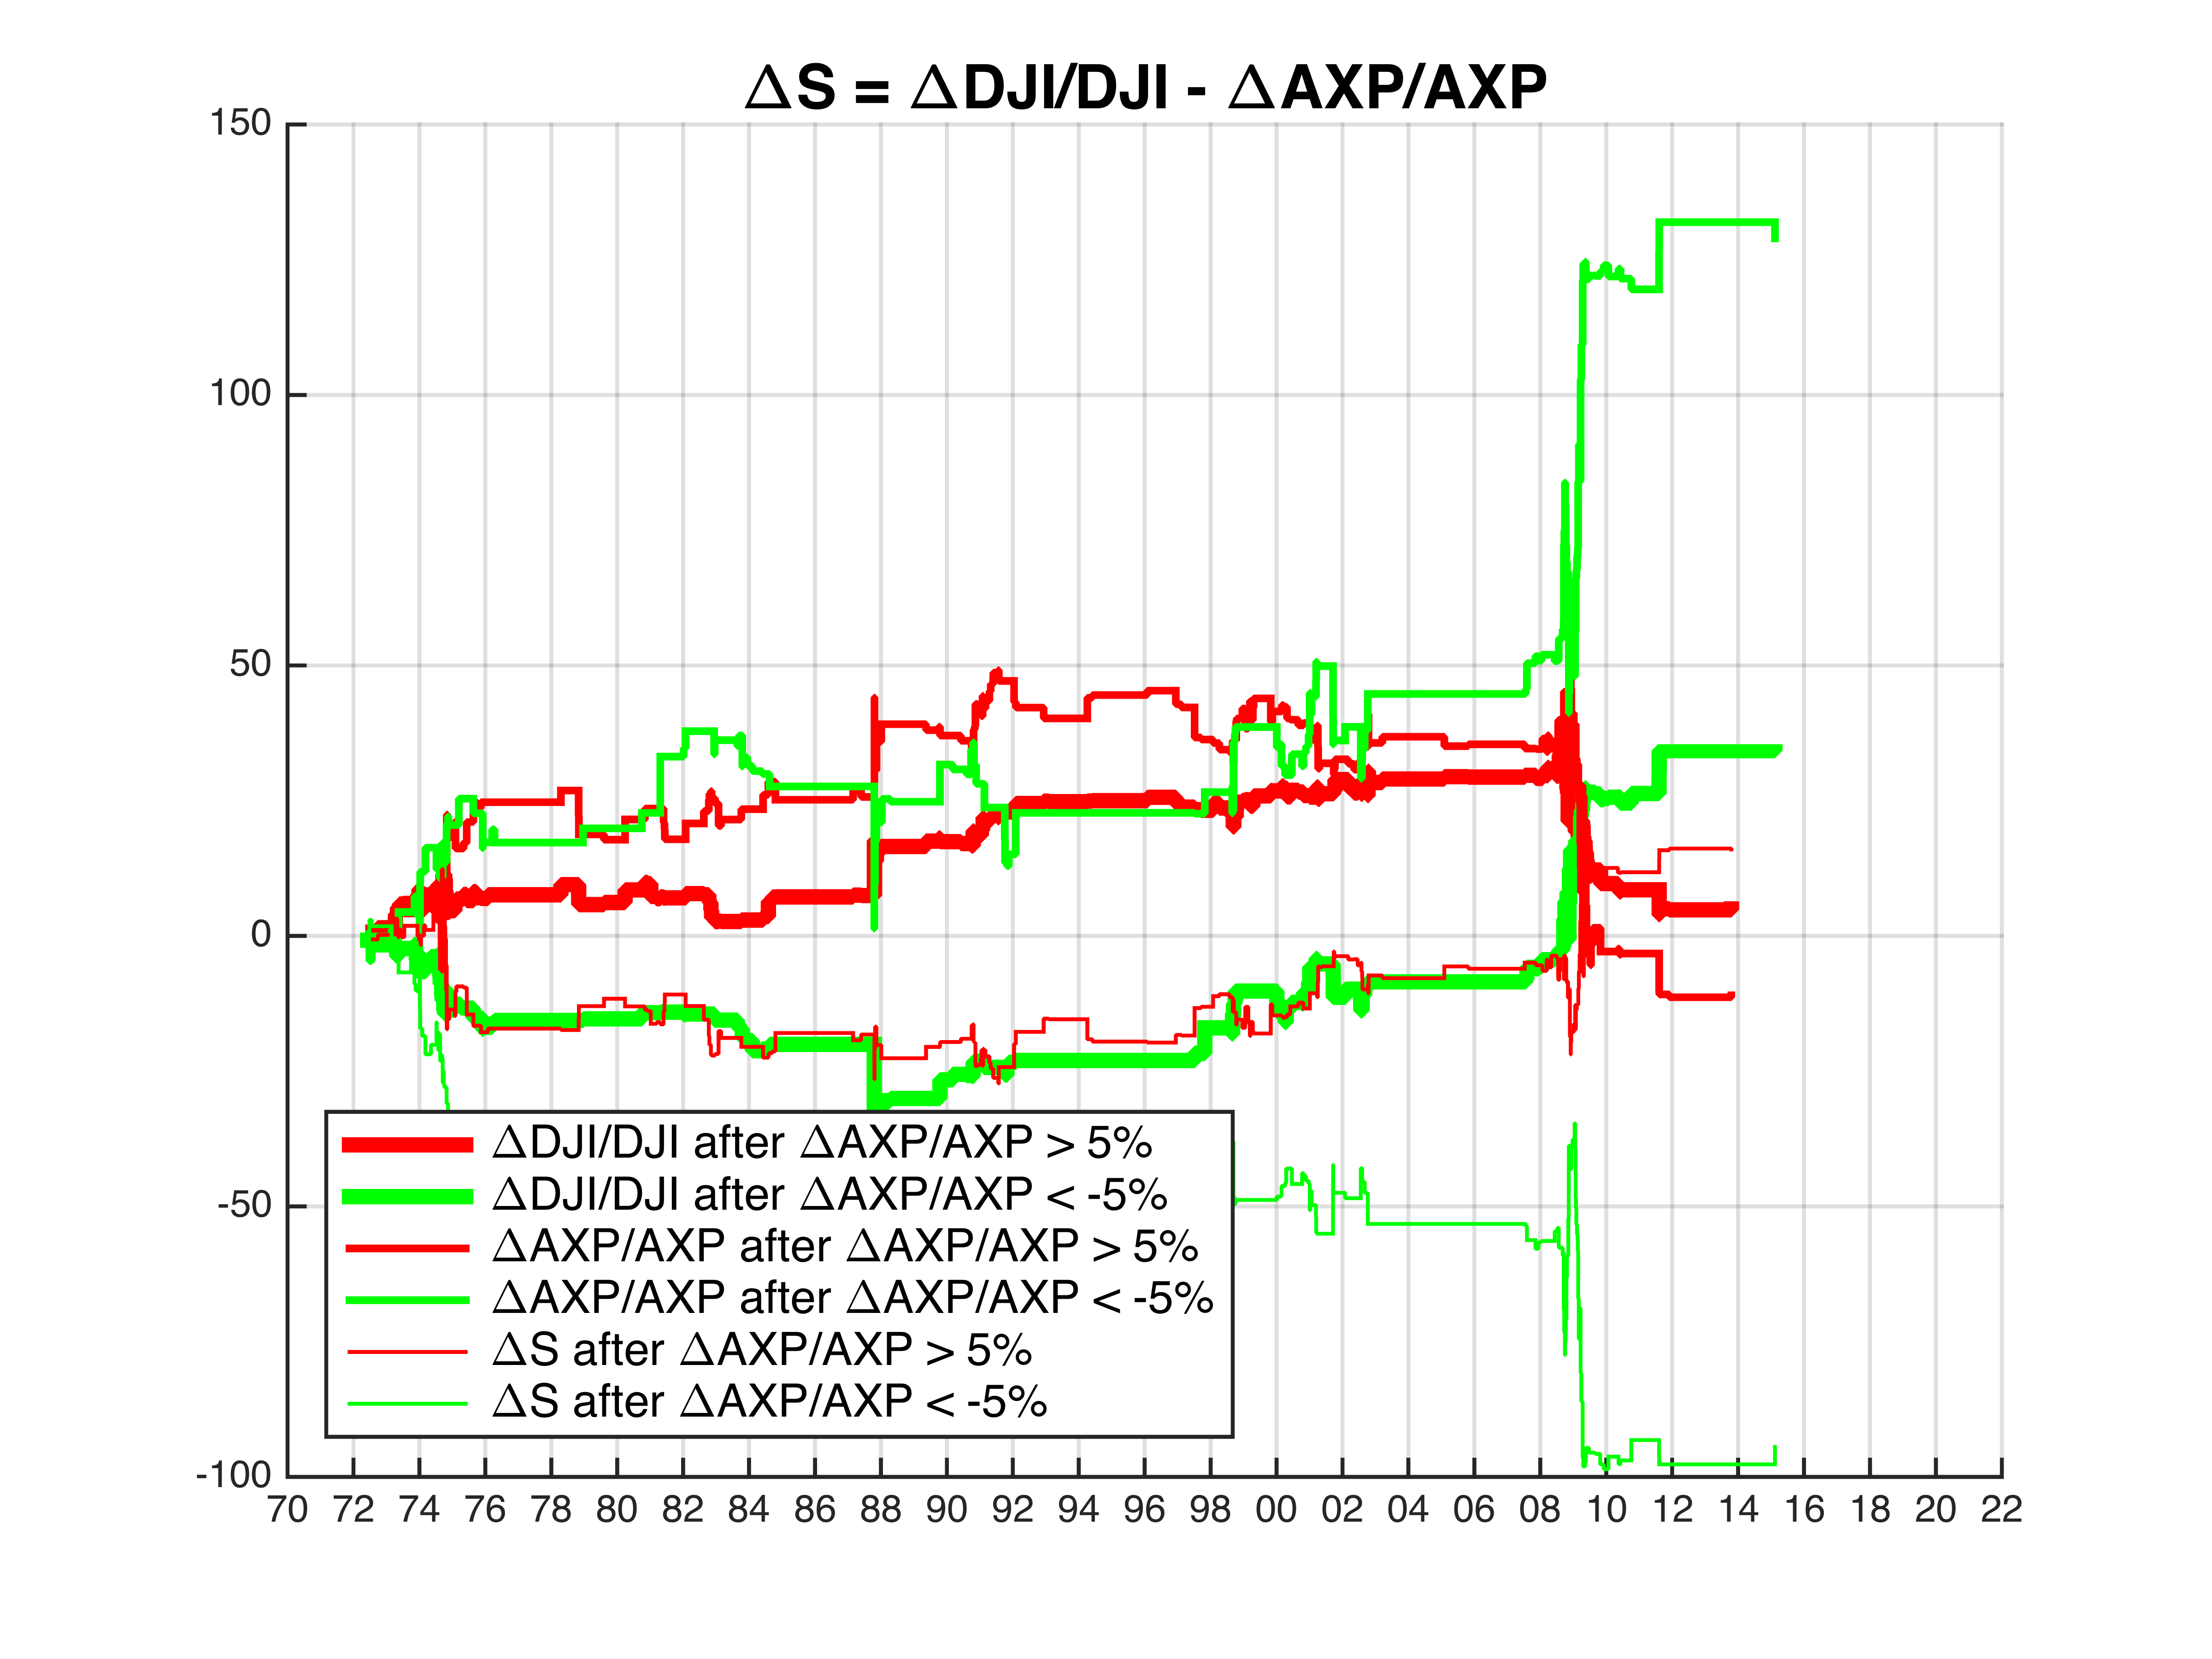 ΔS = ΔDJI/DJI - ΔAXP/AXP
150
100
50
0
-50
-100
ΔDJI/DJI after ΔAXP/AXP > 5%
ΔDJI/DJI after ΔAXP/AXP < -5%
ΔAXP/AXP after ΔAXP/AXP > 5%
ΔAXP/AXP after ΔAXP/AXP < -5%
ΔS after ΔAXP/AXP > 5%
ΔS after ΔAXP/AXP < -5%
70 72 74 76 78 80 82 84 86 88 90 92 94 96 98 00 02 04 06 08 10 12 14 16 18 20 22